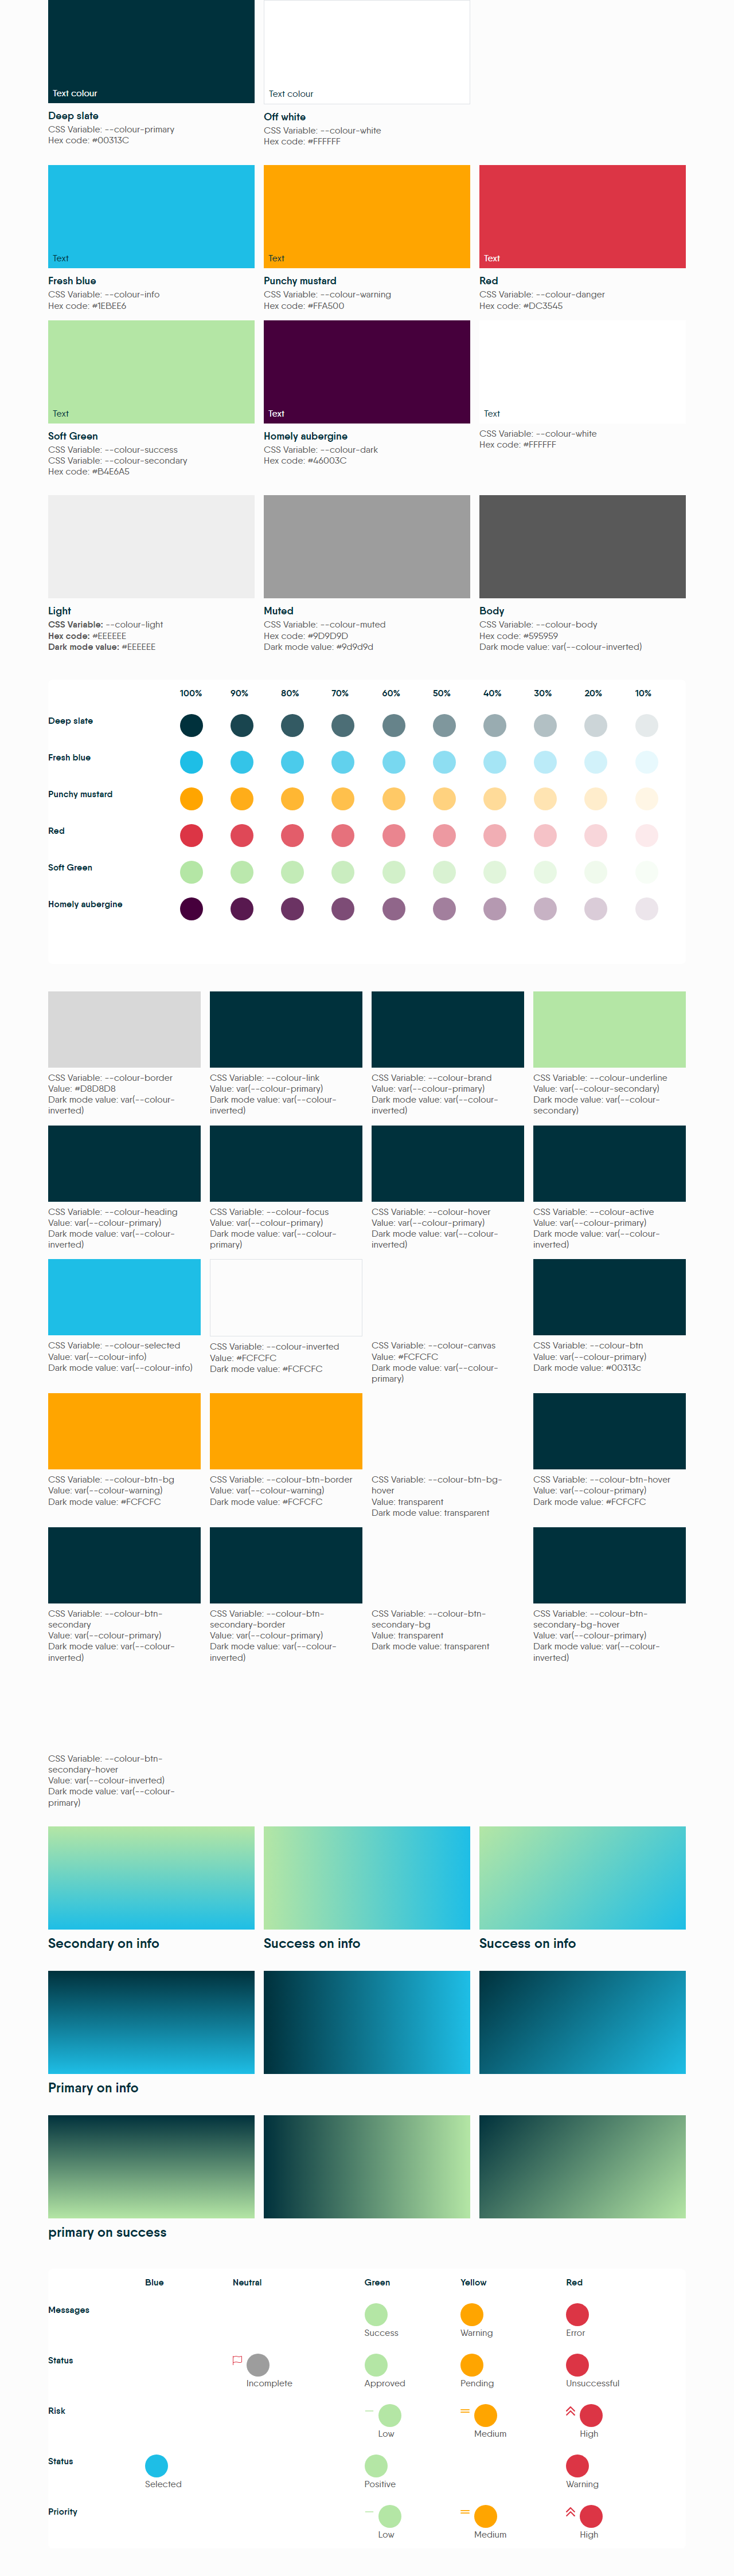 Text colour
Text colour
Deep slate
CSS Variable: --colour-primary
Hex code: #00313C
Off white
CSS Variable: --colour-white
Hex code: #FFFFFF
Text
Text
Text
Fresh blue
CSS Variable: --colour-info
Hex code: #1EBEE6
Punchy mustard
CSS Variable: --colour-warning
Hex code: #FFA500
Red
CSS Variable: --colour-danger
Hex code: #DC3545
Text
Text
Text
Soft Green
CSS Variable: --colour-success
CSS Variable: --colour-secondary
Hex code: #B4E6A5
Homely aubergine
CSS Variable: --colour-dark
Hex code: #46003C
CSS Variable: --colour-white
Hex code: #FFFFFF
Light
CSS Variable: --colour-light
Hex code: #EEEEEE
Dark mode value: #EEEEEE
Muted
CSS Variable: --colour-muted
Hex code: #9D9D9D
Dark mode value: #9d9d9d
Body
CSS Variable: --colour-body
Hex code: #595959
Dark mode value: var(--colour-inverted)
100% 90% 80% 70% 60% 50% 40% 30% 20% 10%
Deep slate
Fresh blue
Punchy mustard
Red
Soft Green
Homely aubergine
CSS Variable: --colour-border
Value: #D8D8D8
Dark mode value: var(--colour-
inverted)
CSS Variable: --colour-link
Value: var(--colour-primary)
Dark mode value: var(--colour-
inverted)
CSS Variable: --colour-brand
Value: var(--colour-primary)
Dark mode value: var(--colour-
inverted)
CSS Variable: --colour-underline
Value: var(--colour-secondary)
Dark mode value: var(--colour-
secondary)
CSS Variable: --colour-heading
Value: var(--colour-primary)
Dark mode value: var(--colour-
inverted)
CSS Variable: --colour-focus
Value: var(--colour-primary)
Dark mode value: var(--colour-
primary)
CSS Variable: --colour-hover
Value: var(--colour-primary)
Dark mode value: var(--colour-
inverted)
CSS Variable: --colour-active
Value: var(--colour-primary)
Dark mode value: var(--colour-
inverted)
CSS Variable: --colour-selected
Value: var(--colour-info)
Dark mode value: var(--colour-info)
CSS Variable: --colour-inverted
Value: #FCFCFC
Dark mode value: #FCFCFC
CSS Variable: --colour-canvas
Value: #FCFCFC
Dark mode value: var(--colour-
primary)
CSS Variable: --colour-btn
Value: var(--colour-primary)
Dark mode value: #00313c
CSS Variable: --colour-btn-bg
Value: var(--colour-warning)
Dark mode value: #FCFCFC
CSS Variable: --colour-btn-border
Value: var(--colour-warning)
Dark mode value: #FCFCFC
CSS Variable: --colour-btn-bg-
hover
Value: transparent
Dark mode value: transparent
CSS Variable: --colour-btn-hover
Value: var(--colour-primary)
Dark mode value: #FCFCFC
CSS Variable: --colour-btn-
secondary
Value: var(--colour-primary)
Dark mode value: var(--colour-
inverted)
CSS Variable: --colour-btn-
secondary-border
Value: var(--colour-primary)
Dark mode value: var(--colour-
inverted)
CSS Variable: --colour-btn-
secondary-bg
Value: transparent
Dark mode value: transparent
CSS Variable: --colour-btn-
secondary-bg-hover
Value: var(--colour-primary)
Dark mode value: var(--colour-
inverted)
CSS Variable: --colour-btn-
secondary-hover
Value: var(--colour-inverted)
Dark mode value: var(--colour-
primary)
Secondary on info
Success on info
Success on info
Primary on info
primary on success
Blue Neutral Green Yellow Red
Messages
Success Warning Error
Status
Incomplete Approved Pending Unsuccessful
Risk
Low Medium High
Status
Selected Positive Warning
Priority
Low Medium High